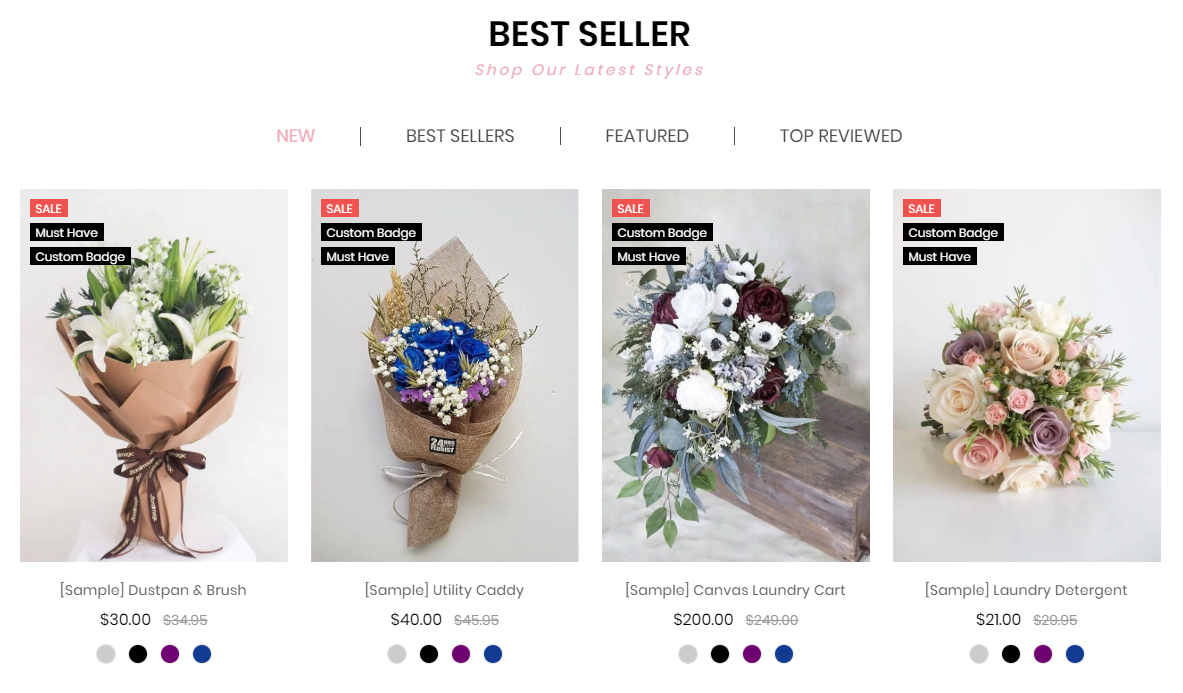 BEST SELLER
Shop Our Latest Styles
NEW
BEST SELLERS
FEATURED
TOP REVIEWED
SALE
Must Have
Custom Badge
SALE
Custom Badge
Must Have
SALE
Custom Badge
Must Have
SALE
Custom Badge
Must Have
24HRS
FLORIST
[Sample] Dustpan & Brush
[Sample] Utility Caddy
[Sample] Canvas Laundry Cart
[Sample] Laundry Detergent
$30.00 $34.95
$40.00 $45.95
$200.00 $249.00
$21.00 $29.95